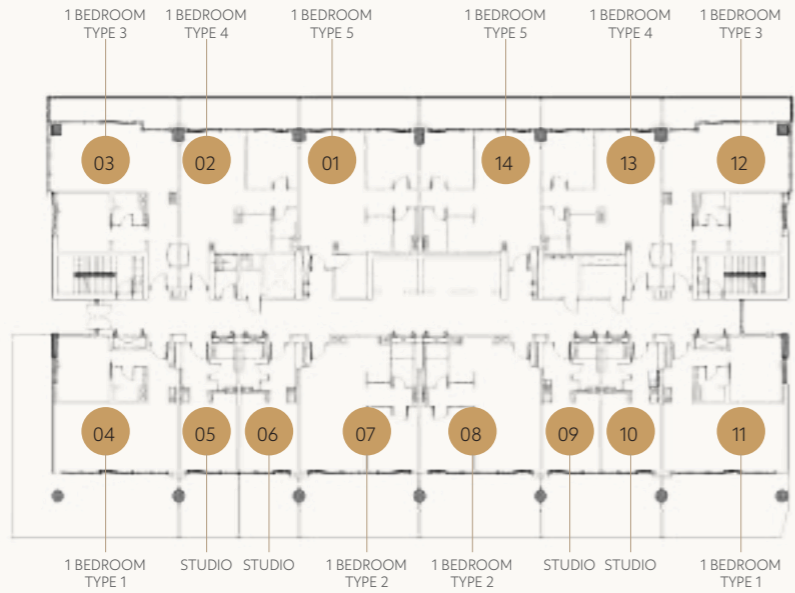 1 BEDROOM
TYPE 3
1 BEDROOM
TYPE 4
1 BEDROOM
TYPE 5
1 BEDROOM
TYPE 5
1 BEDROOM
TYPE 4
1 BEDROOM
TYPE 3
03
02
01
14
13
12
04
05
06
07
08
09
10
11
1 BEDROOM
TYPE 1
STUDIO
STUDIO
1 BEDROOM
TYPE 2
1 BEDROOM
TYPE 2
STUDIO
STUDIO
1 BEDROOM
TYPE 1